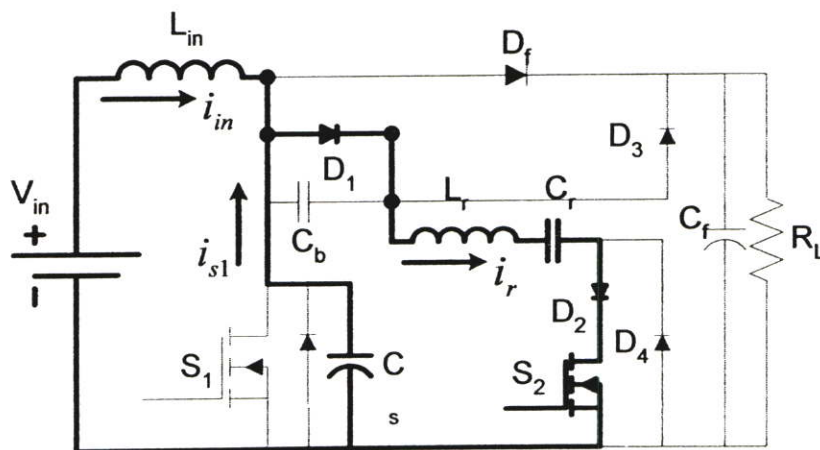 L_in
D_f
i_in
D_1
D_3
V_in
+
L_r
C_r
C_b
C_f
R_L
i_s1
i_r
D_2
S_1
C
s
S_2
D_4